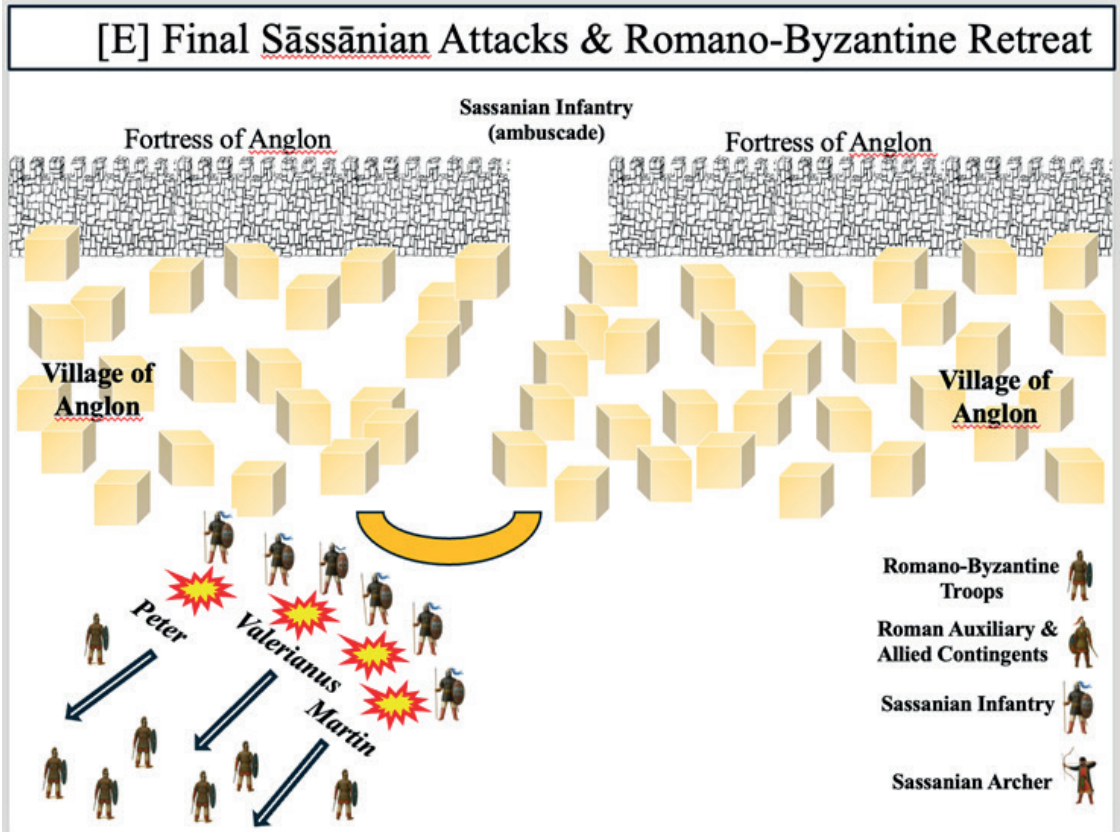 [E] Final Sāssānian Attacks & Romano-Byzantine Retreat
Sassanian Infantry
(ambuscade)
Fortress of Anglon
Fortress of Anglon
Village of
Anglon
Village of
Anglon
Peter
Valerianus
Martin
Romano-Byzantine
Troops
Roman Auxiliary &
Allied Contingents
Sassanian Infantry
Sassanian Archer